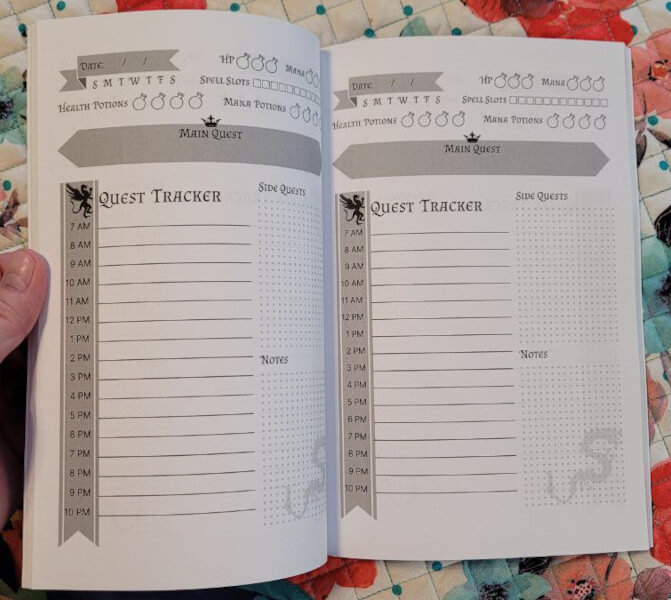 Date: / /
S M T W T F S
HP
Mana
Spell Slots
Health Potions
Mana Potions
Main Quest
Quest Tracker
Side Quests
7 AM
8 AM
9 AM
10 AM
11 AM
12 PM
1 PM
2 PM
Notes
3 PM
4 PM
5 PM
6 PM
7 PM
8 PM
9 PM
10 PM
Date: / /
S M T W T F S
HP
Mana
Spell Slots
Health Potions
Mana Potions
Main Quest
Quest Tracker
Side Quests
7 AM
8 AM
9 AM
10 AM
11 AM
12 PM
1 PM
2 PM
Notes
3 PM
4 PM
5 PM
6 PM
7 PM
8 PM
9 PM
10 PM